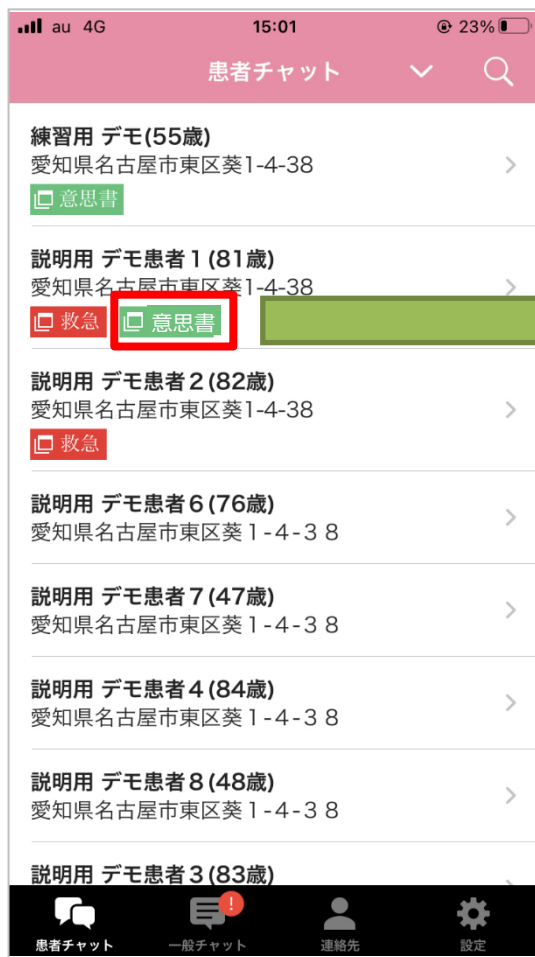 au 4G 15:01 23%
患者チャット
練習用 デモ(55歳)
愛知県名古屋市東区葵1-4-38
意思書
説明用 デモ患者１(81歳)
愛知県名古屋市東区葵1-4-38
救急 意思書
説明用 デモ患者２(82歳)
愛知県名古屋市東区葵1-4-38
救急
説明用 デモ患者６(76歳)
愛知県名古屋市東区葵１-４-３８
説明用 デモ患者７(47歳)
愛知県名古屋市東区葵１-４-３８
説明用 デモ患者４(84歳)
愛知県名古屋市東区葵１-４-３８
説明用 デモ患者８(48歳)
愛知県名古屋市東区葵１-４-３８
説明用 デモ患者３(83歳)
!
患者チャット 一般チャット 連絡先 設定